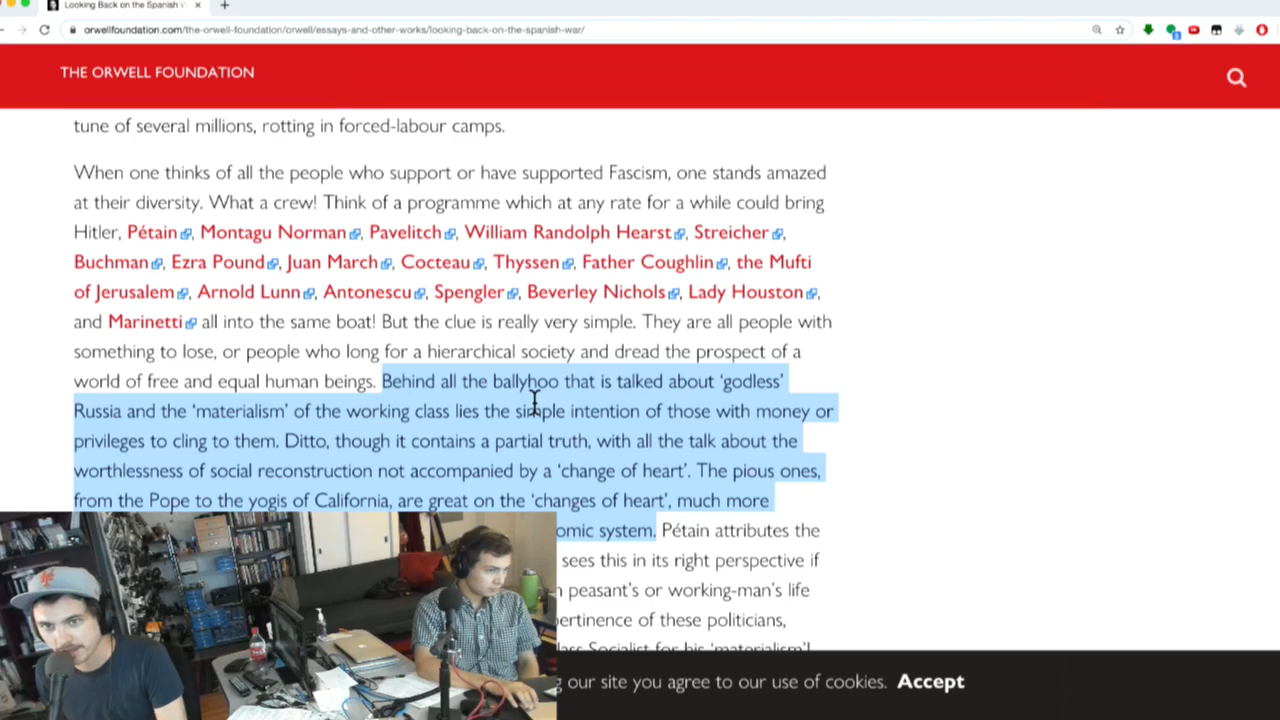 Looking Back on the Spanish
orwellfoundation.com/the-orwell-foundation/orwell/essays-and-other-works/looking-back-on-the-spanish-war/
THE ORWELL FOUNDATION
tune of several millions, rotting in forced-labour camps.
When one thinks of all the people who support or have supported Fascism, one stands amazed
at their diversity. What a crew! Think of a programme which at any rate for a while could bring
Hitler, Pétain, Montagu Norman, Pavelitch, William Randolph Hearst, Streicher,
Buchman, Ezra Pound, Juan March, Cocteau, Thyssen, Father Coughlin, the Mufti
of Jerusalem, Arnold Lunn, Antonescu, Spengler, Beverley Nichols, Lady Houston,
and Marinetti all into the same boat! But the clue is really very simple. They are all people with
something to lose, or people who long for a hierarchical society and dread the prospect of a
world of free and equal human beings. Behind all the ballyhoo that is talked about ‘godless’
Russia and the ‘materialism’ of the working class lies the simple intention of those with money or
privileges to cling to them. Ditto, though it contains a partial truth, with all the talk about the
worthlessness of social reconstruction not accompanied by a ‘change of heart’. The pious ones,
from the Pope to the yogis of California, are great on the ‘changes of heart’, much more
omic system. Pétain attributes the
sees this in its right perspective if
peasant’s or working-man’s life
ertinence of these politicians,
Socialist for his ‘materialism’!
our site you agree to our use of cookies. Accept